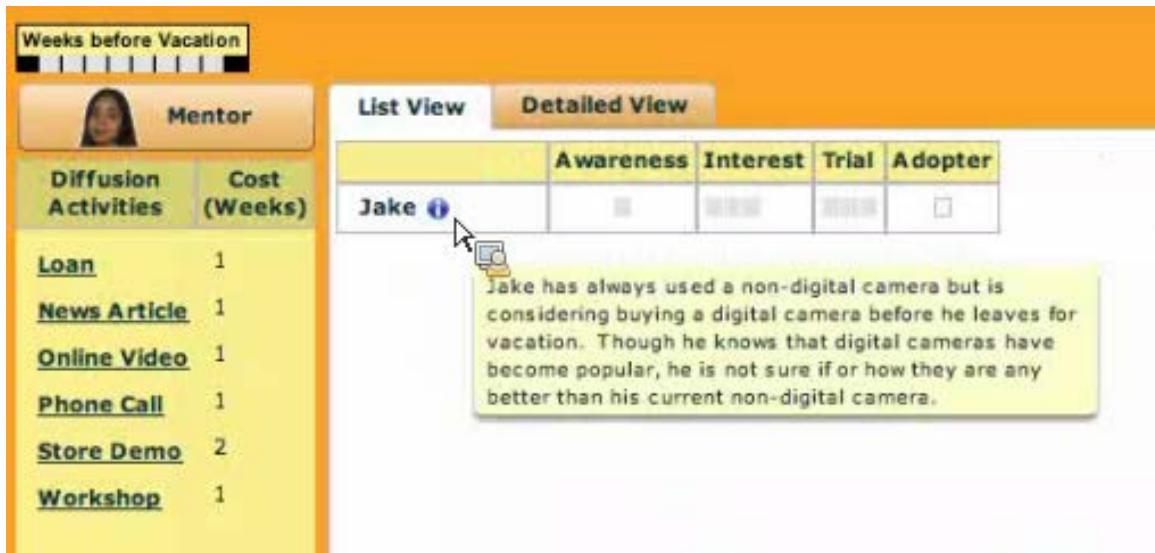 Weeks before Vacation
Mentor
List View
Detailed View
Diffusion Activities
Cost (Weeks)
Awareness Interest Trial Adopter
Jake
Loan 1
News Article 1
Online Video 1
Phone Call 1
Store Demo 2
Workshop 1
Jake has always used a non-digital camera but is
considering buying a digital camera before he leaves for
vacation. Though he knows that digital cameras have
become popular, he is not sure if or how they are any
better than his current non-digital camera.